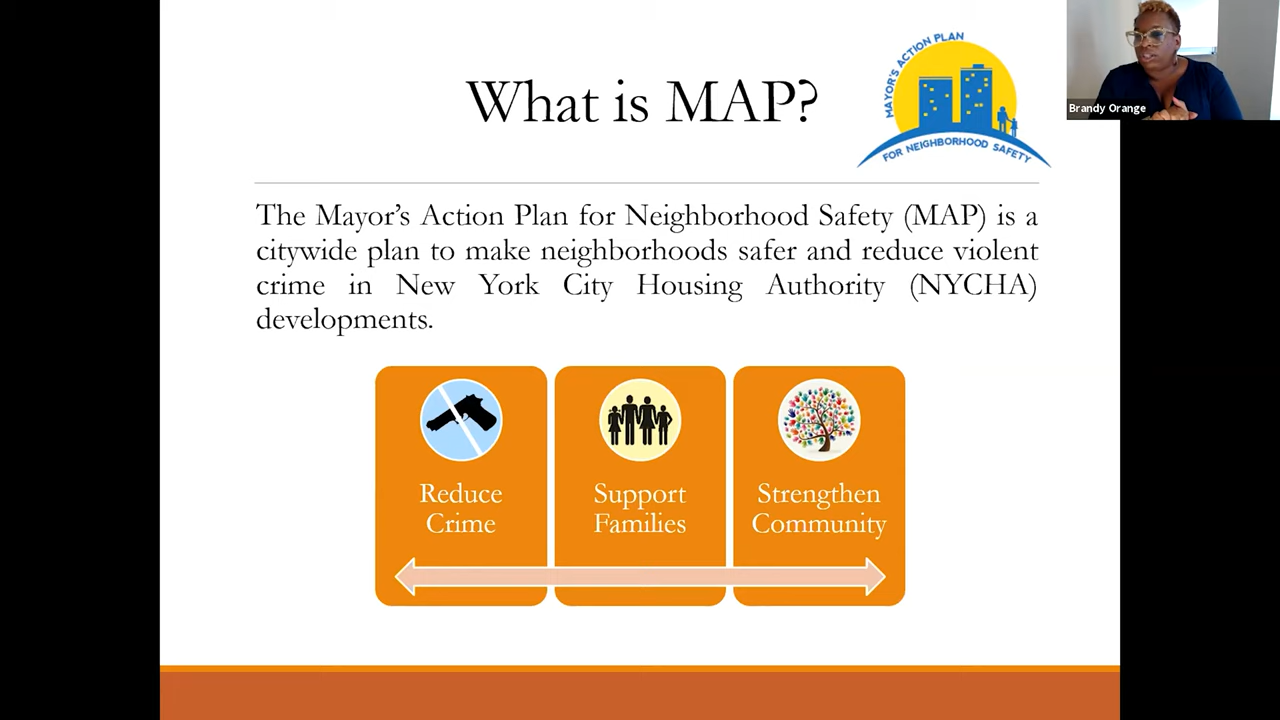 What is MAP?
MAYOR'S ACTION PLAN
FOR NEIGHBORHOOD SAFETY
Brandy Orange
The Mayor’s Action Plan for Neighborhood Safety (MAP) is a
citywide plan to make neighborhoods safer and reduce violent
crime in New York City Housing Authority (NYCHA)
developments.
Reduce
Crime
Support
Families
Strengthen
Community